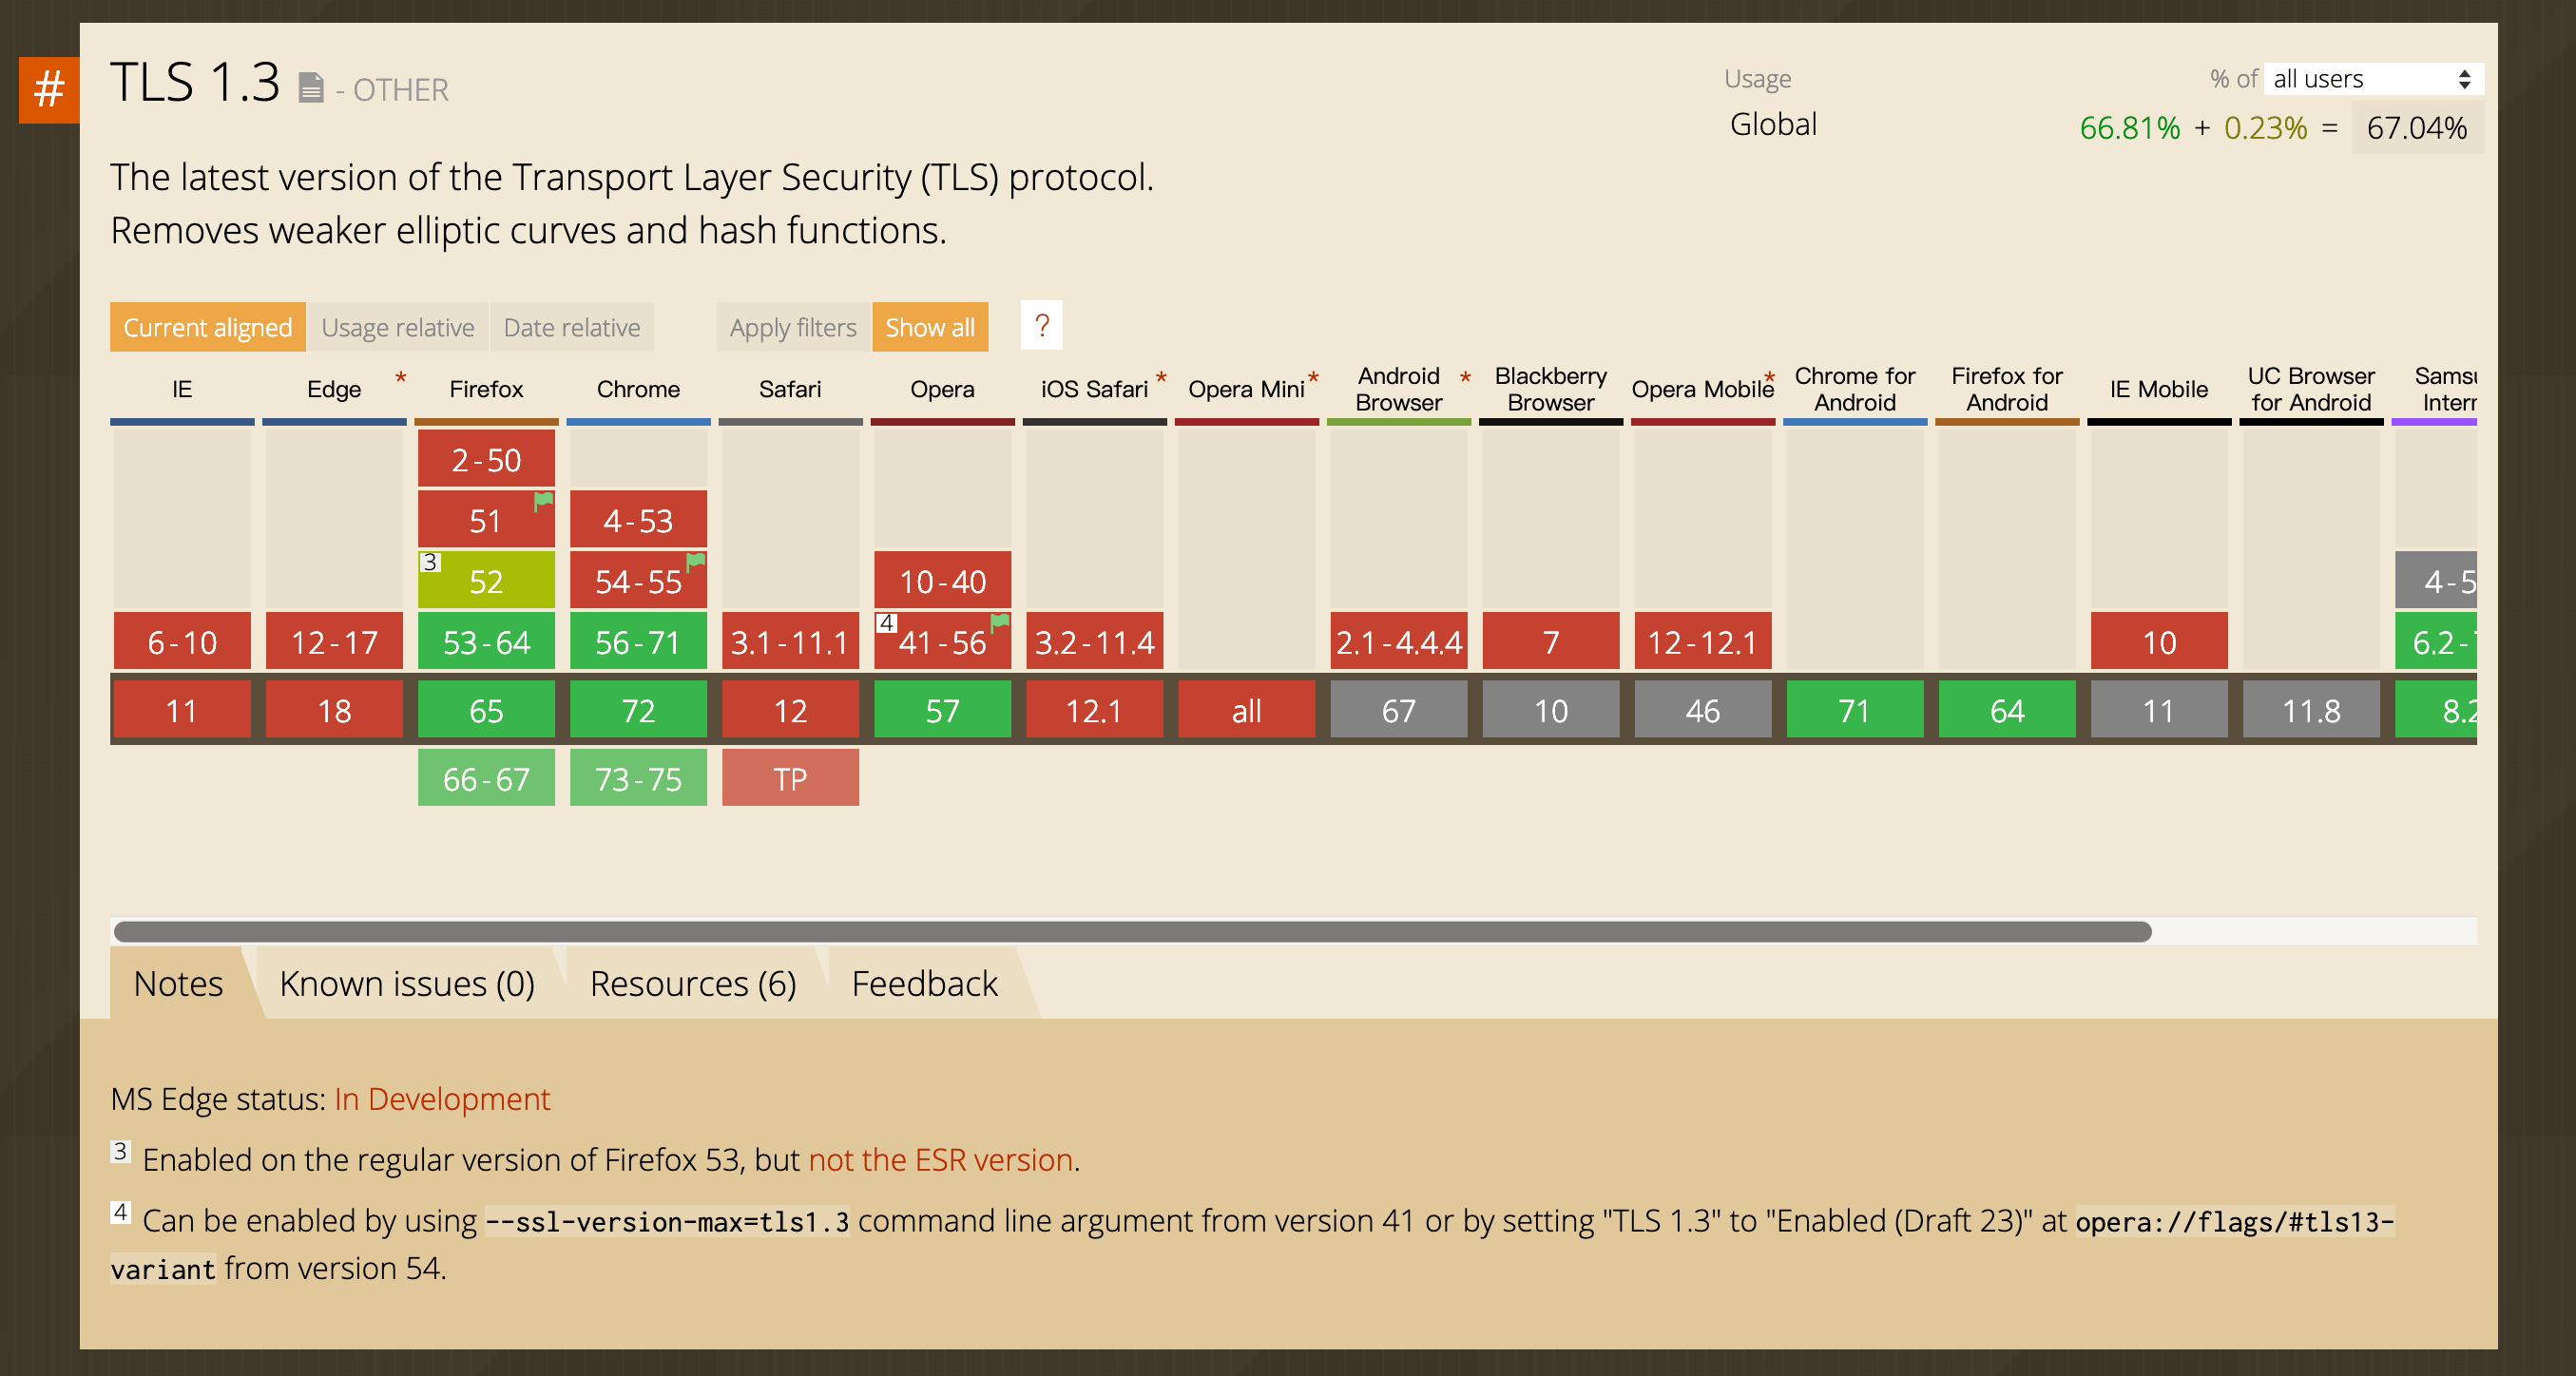 #
TLS 1.3 - OTHER
Usage % of all users
Global 66.81% + 0.23% = 67.04%
The latest version of the Transport Layer Security (TLS) protocol.
Removes weaker elliptic curves and hash functions.
Current aligned Usage relative Date relative Apply filters Show all ?
IE Edge * Firefox Chrome Safari Opera iOS Safari * Opera Mini * Android Browser * Blackberry Browser Opera Mobile * Chrome for Android Firefox for Android IE Mobile UC Browser for Android
2-50
51 4-53
3 52 54-55 10-40 4-5
6-10 12-17 53-64 56-71 3.1-11.1 4 41-56 3.2-11.4 2.1-4.4.4 7 12-12.1 10 6.2-
11 18 65 72 12 57 12.1 all 67 10 46 71 64 11 11.8 8.2
66-67 73-75 TP
Notes Known issues (0) Resources (6) Feedback
MS Edge status: In Development
3 Enabled on the regular version of Firefox 53, but not the ESR version.
4 Can be enabled by using --ssl-version-max=tls1.3 command line argument from version 41 or by setting "TLS 1.3" to "Enabled (Draft 23)" at opera://flags/#tls13-
variant from version 54.